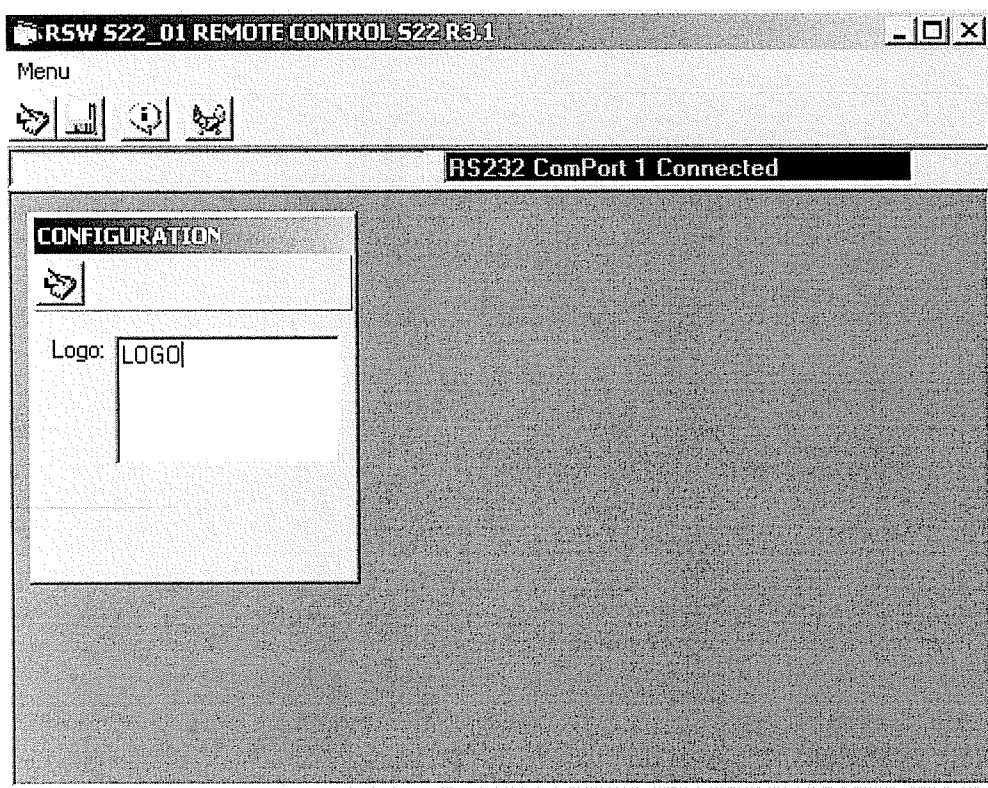 RSW S22_01 REMOTE CONTROL S22 R3.1
Menu
RS232 ComPort 1 Connected
CONFIGURATION
Logo: LOGO